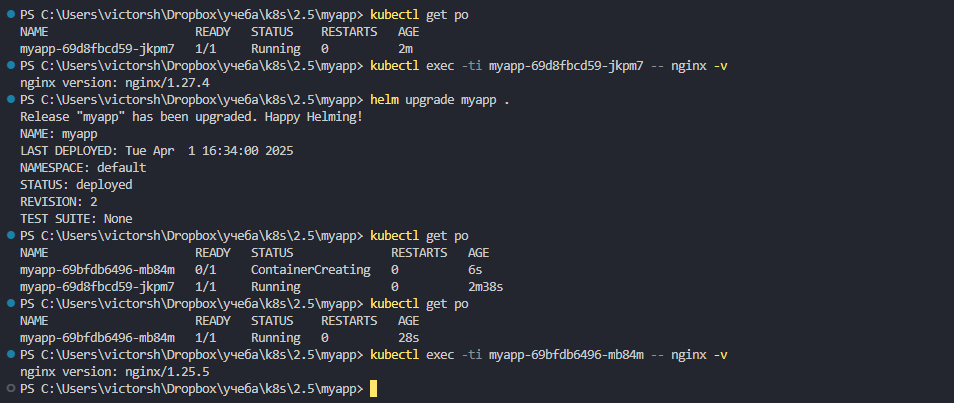 PS C:\Users\victorsh\Dropbox\учеба\k8s\2.5\myapp> kubectl get po
NAME                     READY   STATUS    RESTARTS   AGE
myapp-69d8fbcd59-jkpm7   1/1     Running   0          2m
PS C:\Users\victorsh\Dropbox\учеба\k8s\2.5\myapp> kubectl exec -ti myapp-69d8fbcd59-jkpm7 -- nginx -v
nginx version: nginx/1.27.4
PS C:\Users\victorsh\Dropbox\учеба\k8s\2.5\myapp> helm upgrade myapp .
Release "myapp" has been upgraded. Happy Helming!
NAME: myapp
LAST DEPLOYED: Tue Apr  1 16:34:00 2025
NAMESPACE: default
STATUS: deployed
REVISION: 2
TEST SUITE: None
PS C:\Users\victorsh\Dropbox\учеба\k8s\2.5\myapp> kubectl get po
NAME                     READY   STATUS              RESTARTS   AGE
myapp-69bfdb6496-mb84m   0/1     ContainerCreating   0          6s
myapp-69d8fbcd59-jkpm7   1/1     Running             0          2m38s
PS C:\Users\victorsh\Dropbox\учеба\k8s\2.5\myapp> kubectl get po
NAME                     READY   STATUS    RESTARTS   AGE
myapp-69bfdb6496-mb84m   1/1     Running   0          28s
PS C:\Users\victorsh\Dropbox\учеба\k8s\2.5\myapp> kubectl exec -ti myapp-69bfdb6496-mb84m -- nginx -v
nginx version: nginx/1.25.5
PS C:\Users\victorsh\Dropbox\учеба\k8s\2.5\myapp>